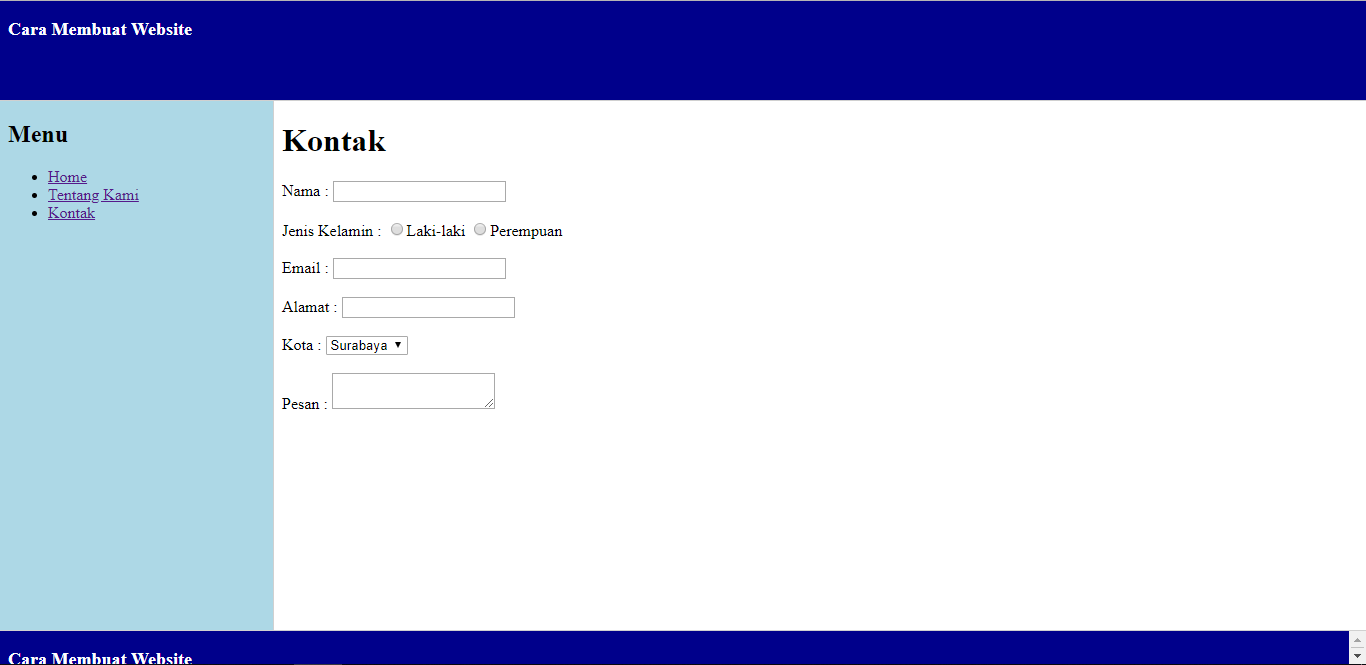 Cara Membuat Website
Menu
Home
Tentang Kami
Kontak
Kontak
Nama :
Jenis Kelamin : Laki-laki Perempuan
Email :
Alamat :
Kota : Surabaya
Pesan :
Cara Membuat Website